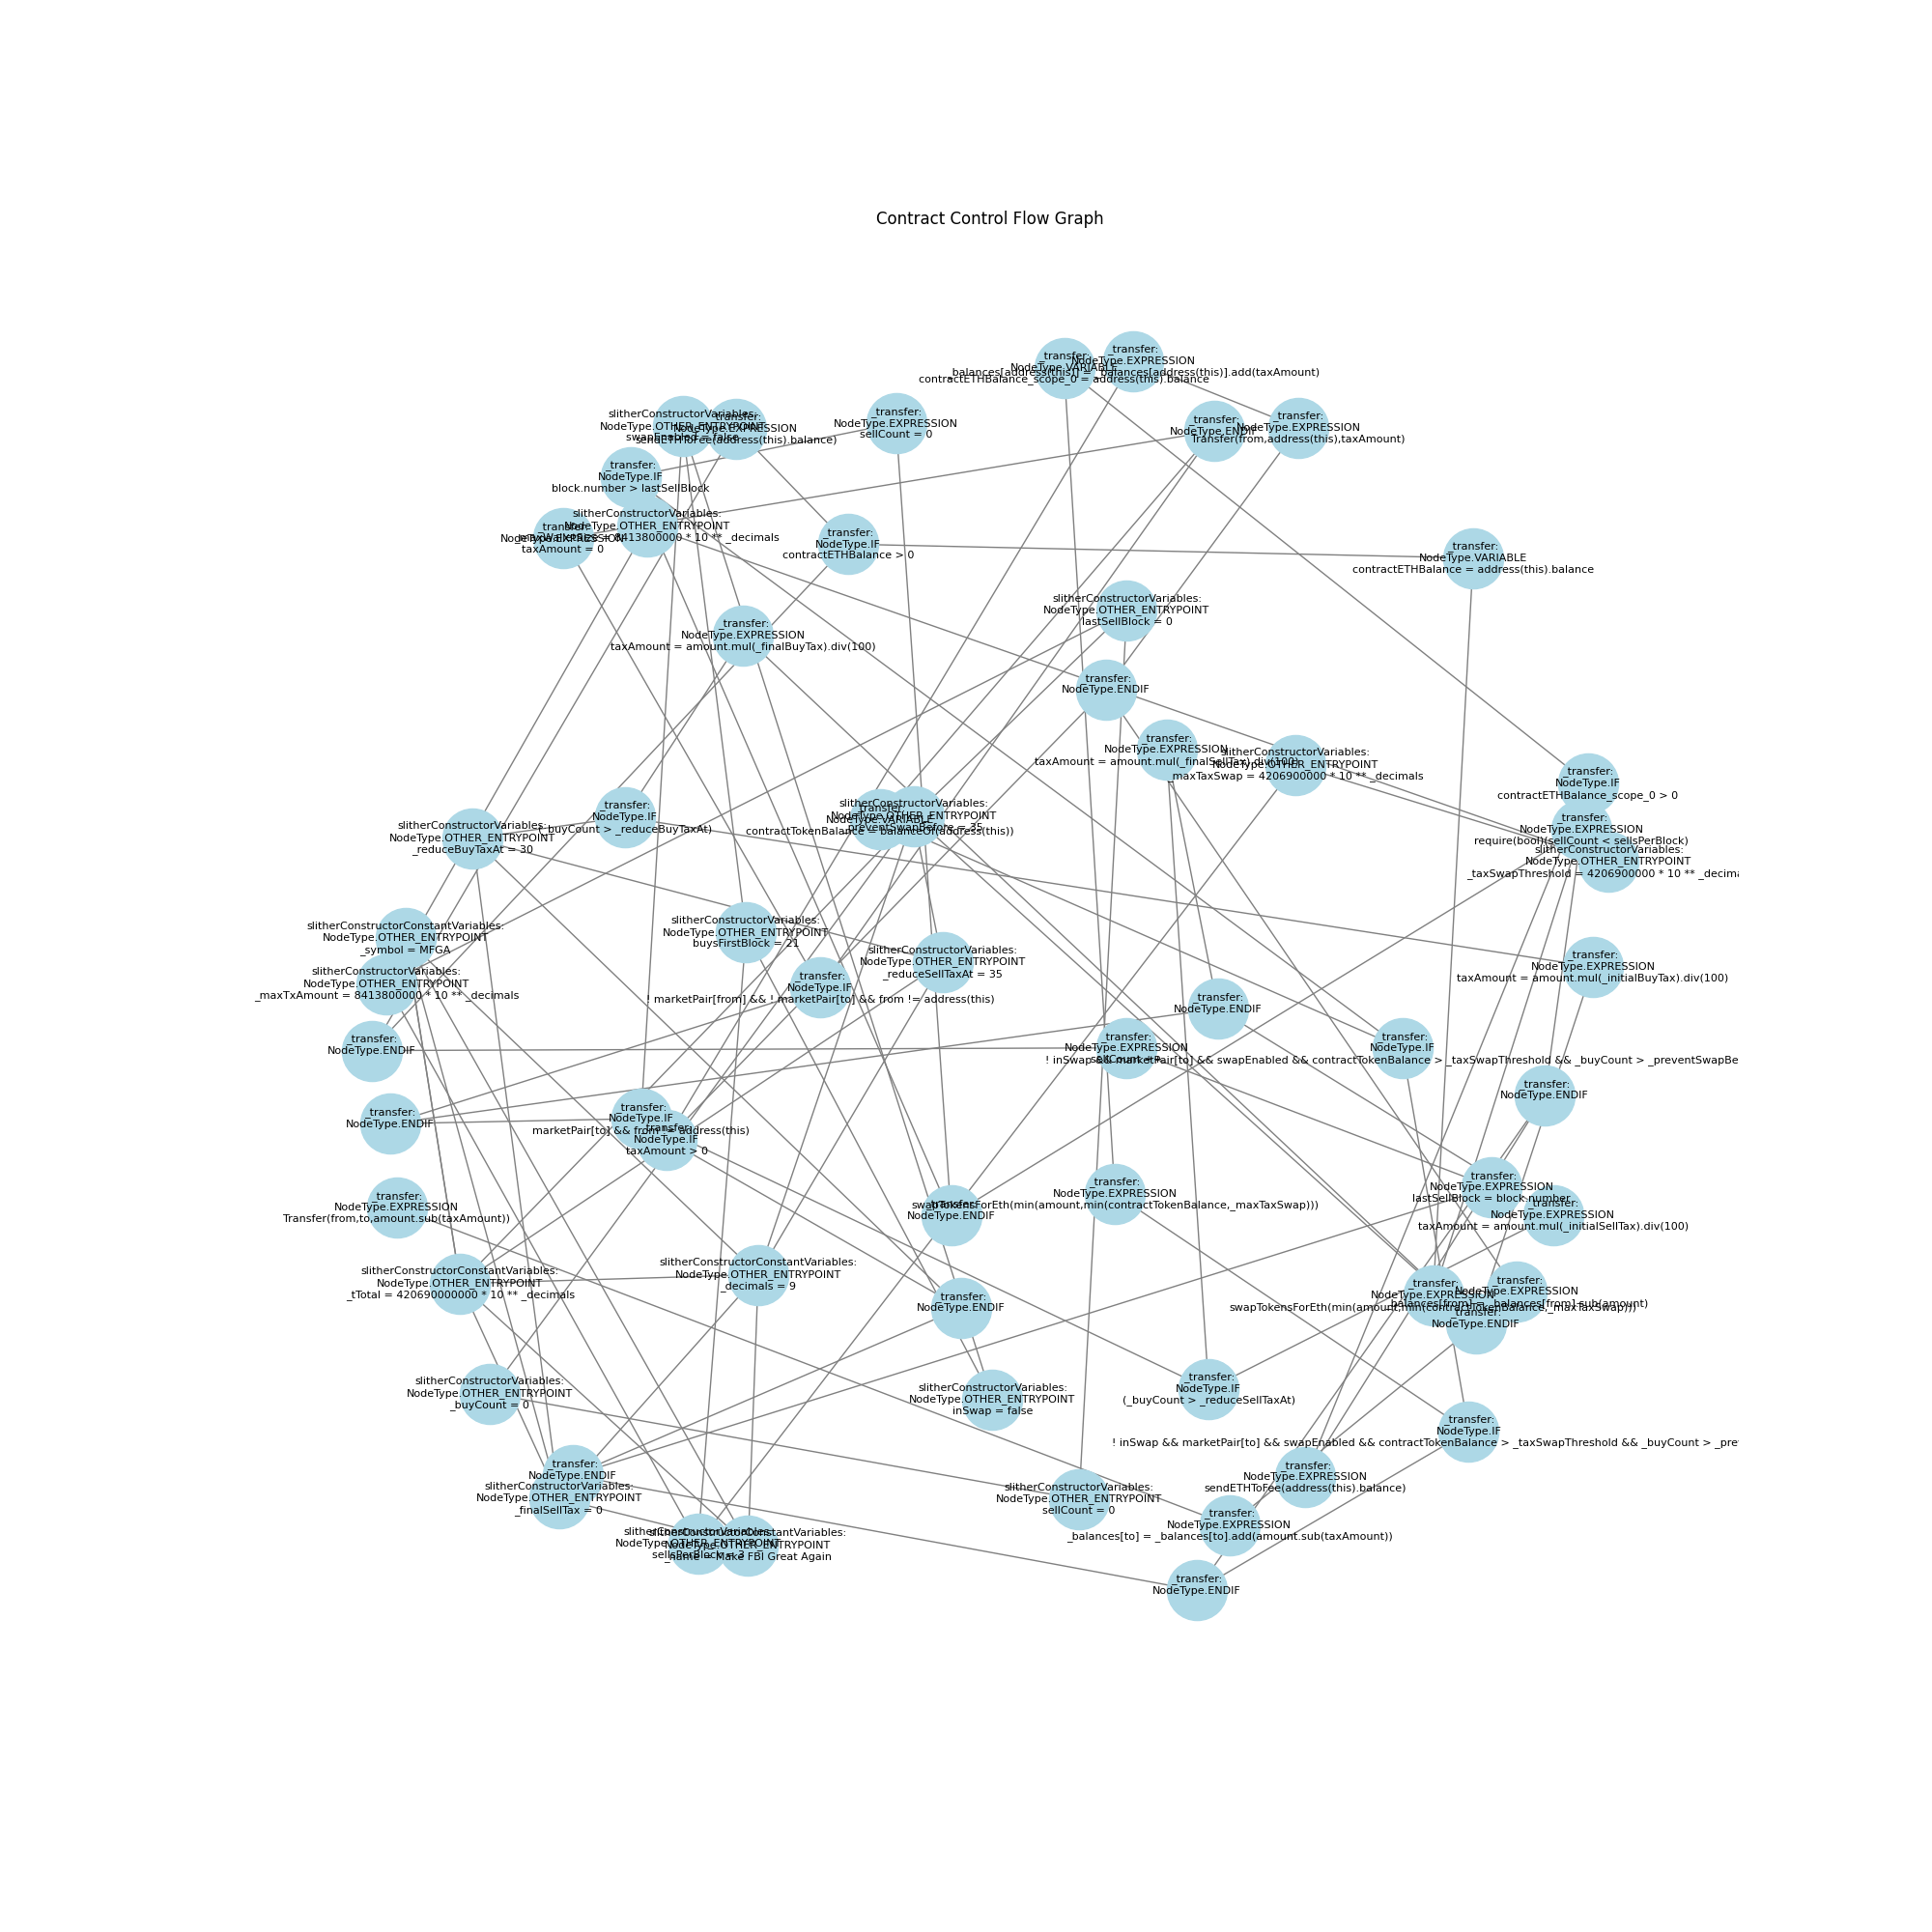 Contract Control Flow Graph
_transfer:
NodeType.VARIABLE
contractETHBalance_scope_0 = address(this).balance
_transfer:
NodeType.EXPRESSION
_balances[address(this)] = _balances[address(this)].add(taxAmount)
slitherConstructorVariables:
NodeType.OTHER_ENTRYPOINT
swapEnabled = false
_transfer:
NodeType.EXPRESSION
sendETHToFee(address(this).balance)
_transfer:
NodeType.EXPRESSION
sellCount = 0
_transfer:
NodeType.ENDIF
_transfer:
NodeType.EXPRESSION
Transfer(from,address(this),taxAmount)
_transfer:
NodeType.IF
block.number > lastSellBlock
slitherConstructorVariables:
NodeType.OTHER_ENTRYPOINT
_maxWalletSize = 8413800000 * 10 ** _decimals
_transfer:
NodeType.EXPRESSION
taxAmount = 0
_transfer:
NodeType.IF
contractETHBalance > 0
_transfer:
NodeType.VARIABLE
contractETHBalance = address(this).balance
slitherConstructorVariables:
NodeType.OTHER_ENTRYPOINT
lastSellBlock = 0
_transfer:
NodeType.EXPRESSION
taxAmount = amount.mul(_finalBuyTax).div(100)
_transfer:
NodeType.ENDIF
_transfer:
NodeType.EXPRESSION
taxAmount = amount.mul(_finalSellTax).div(100)
slitherConstructorVariables:
NodeType.OTHER_ENTRYPOINT
_maxTaxSwap = 4206900000 * 10 ** _decimals
_transfer:
NodeType.IF
contractETHBalance_scope_0 > 0
_transfer:
NodeType.IF
(_buyCount > _reduceBuyTaxAt)
slitherConstructorVariables:
NodeType.OTHER_ENTRYPOINT
_preventSwapBefore = 35
_transfer:
NodeType.VARIABLE
contractTokenBalance = balanceOf(address(this))
slitherConstructorVariables:
NodeType.OTHER_ENTRYPOINT
_reduceBuyTaxAt = 30
_transfer:
NodeType.EXPRESSION
require(bool)(sellCount < sellsPerBlock)
slitherConstructorVariables:
NodeType.OTHER_ENTRYPOINT
_taxSwapThreshold = 4206900000 * 10 ** _decima
slitherConstructorConstantVariables:
NodeType.OTHER_ENTRYPOINT
_symbol = MFGA
slitherConstructorVariables:
NodeType.OTHER_ENTRYPOINT
buysFirstBlock = 21
slitherConstructorVariables:
NodeType.OTHER_ENTRYPOINT
_reduceSellTaxAt = 35
_transfer:
NodeType.EXPRESSION
taxAmount = amount.mul(_initialBuyTax).div(100)
slitherConstructorVariables:
NodeType.OTHER_ENTRYPOINT
_maxTxAmount = 8413800000 * 10 ** _decimals
_transfer:
NodeType.IF
! marketPair[from] && ! marketPair[to] && from != address(this)
_transfer:
NodeType.ENDIF
_transfer:
NodeType.ENDIF
_transfer:
NodeType.EXPRESSION
_transfer:
NodeType.IF
! inSwap && marketPair[to] && swapEnabled && contractTokenBalance > _taxSwapThreshold && _buyCount > _preventSwapBe
_transfer:
NodeType.ENDIF
_transfer:
NodeType.ENDIF
_transfer:
NodeType.IF
marketPair[to] && from != address(this)
_transfer:
NodeType.IF
taxAmount > 0
_transfer:
NodeType.EXPRESSION
Transfer(from,to,amount.sub(taxAmount))
_transfer:
NodeType.EXPRESSION
swapTokensForEth(min(amount,min(contractTokenBalance,_maxTaxSwap)))
_transfer:
NodeType.ENDIF
_transfer:
NodeType.EXPRESSION
lastSellBlock = block.number
_transfer:
NodeType.EXPRESSION
taxAmount = amount.mul(_initialSellTax).div(100)
slitherConstructorConstantVariables:
NodeType.OTHER_ENTRYPOINT
_tTotal = 420690000000 * 10 ** _decimals
slitherConstructorConstantVariables:
NodeType.OTHER_ENTRYPOINT
_decimals = 9
_transfer:
NodeType.ENDIF
_transfer:
NodeType.EXPRESSION
swapTokensForEth(min(amount,min(contractTokenBalance,_maxTaxSwap)))
_transfer:
NodeType.EXPRESSION
_balances[from] = _balances[from].sub(amount)
_transfer:
NodeType.ENDIF
slitherConstructorVariables:
NodeType.OTHER_ENTRYPOINT
_buyCount = 0
slitherConstructorVariables:
NodeType.OTHER_ENTRYPOINT
inSwap = false
_transfer:
NodeType.IF
(_buyCount > _reduceSellTaxAt)
_transfer:
NodeType.IF
! inSwap && marketPair[to] && swapEnabled && contractTokenBalance > _taxSwapThreshold && _buyCount > _pre
_transfer:
NodeType.ENDIF
slitherConstructorVariables:
NodeType.OTHER_ENTRYPOINT
_finalSellTax = 0
_transfer:
NodeType.EXPRESSION
sendETHToFee(address(this).balance)
slitherConstructorVariables:
NodeType.OTHER_ENTRYPOINT
sellCount = 0
_transfer:
NodeType.EXPRESSION
_balances[to] = _balances[to].add(amount.sub(taxAmount))
slitherConstructorVariables:
NodeType.OTHER_ENTRYPOINT
sellsPerBlock = 3
slitherConstructorConstantVariables:
NodeType.OTHER_ENTRYPOINT
_name = Make FBI Great Again
_transfer:
NodeType.ENDIF